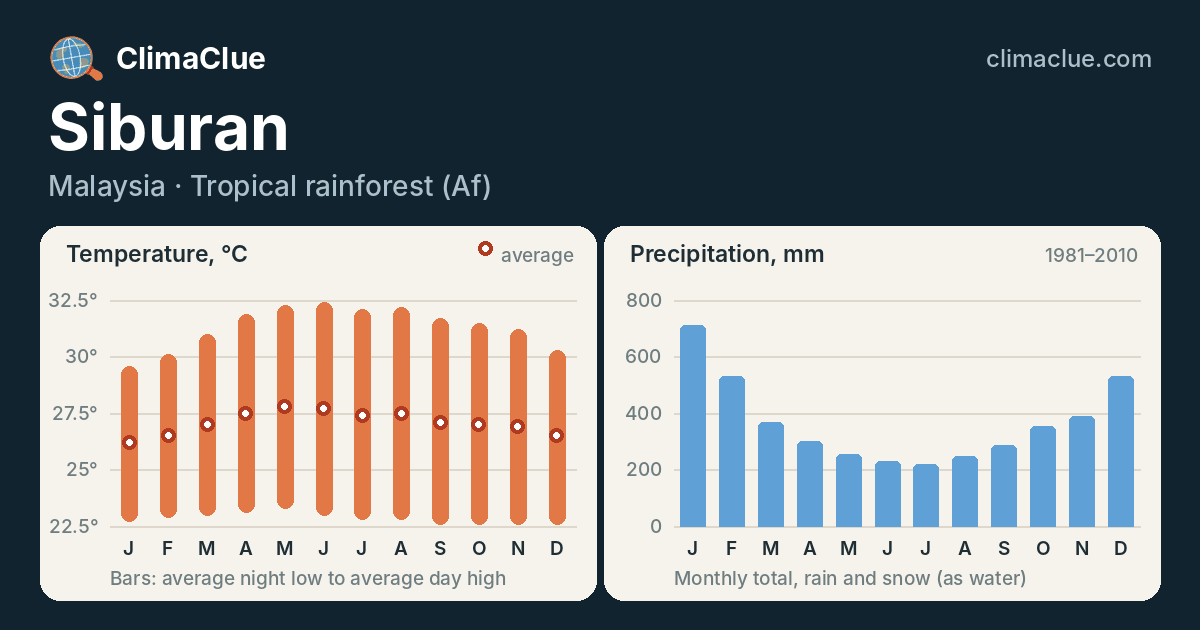 ClimaClue
climaclue.com
Siburan
Malaysia · Tropical rainforest (Af)
Temperature, °C
average
32.5°
30°
27.5°
25°
22.5°
J F M A M J J A S O N D
Bars: average night low to average day high
Precipitation, mm
1981–2010
800
600
400
200
0
J F M A M J J A S O N D
Monthly total, rain and snow (as water)